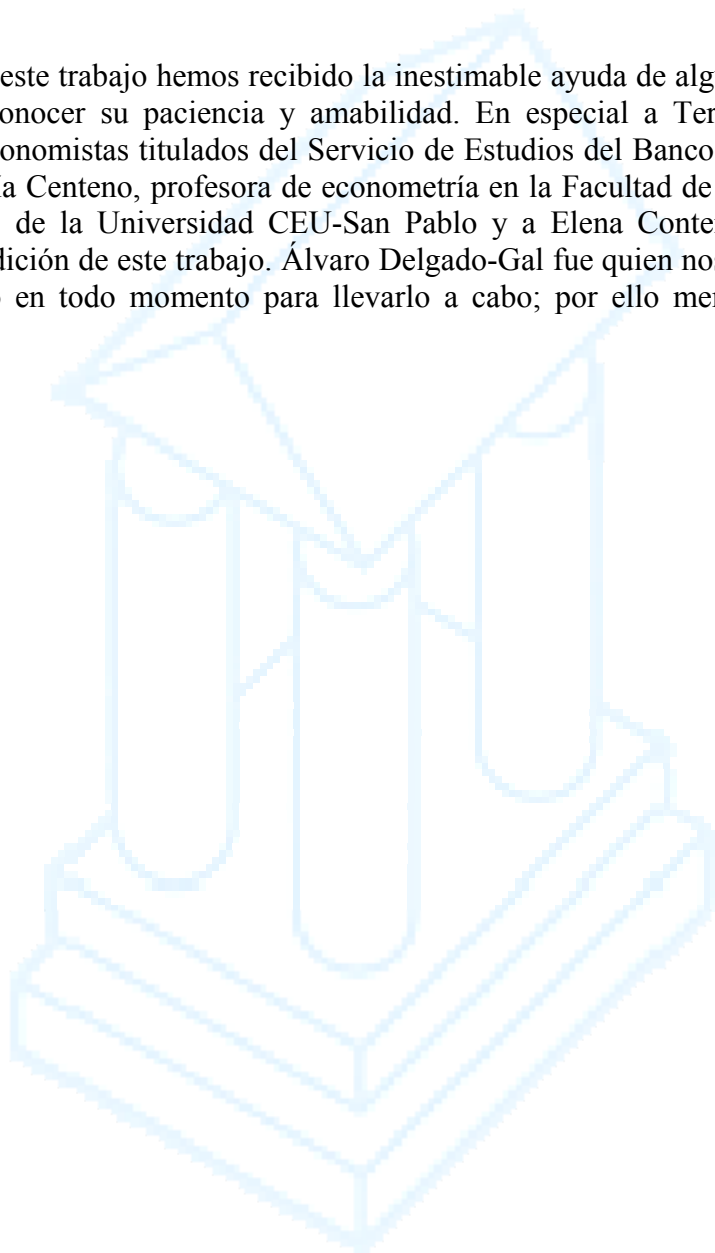 este trabajo hemos recibido la inestimable ayuda de alg
onocer su paciencia y amabilidad. En especial a Ter
onomistas titulados del Servicio de Estudios del Banco
ía Centeno, profesora de econometría en la Facultad de
de la Universidad CEU-San Pablo y a Elena Conte
dición de este trabajo. Álvaro Delgado-Gal fue quien nos
en todo momento para llevarlo a cabo; por ello me